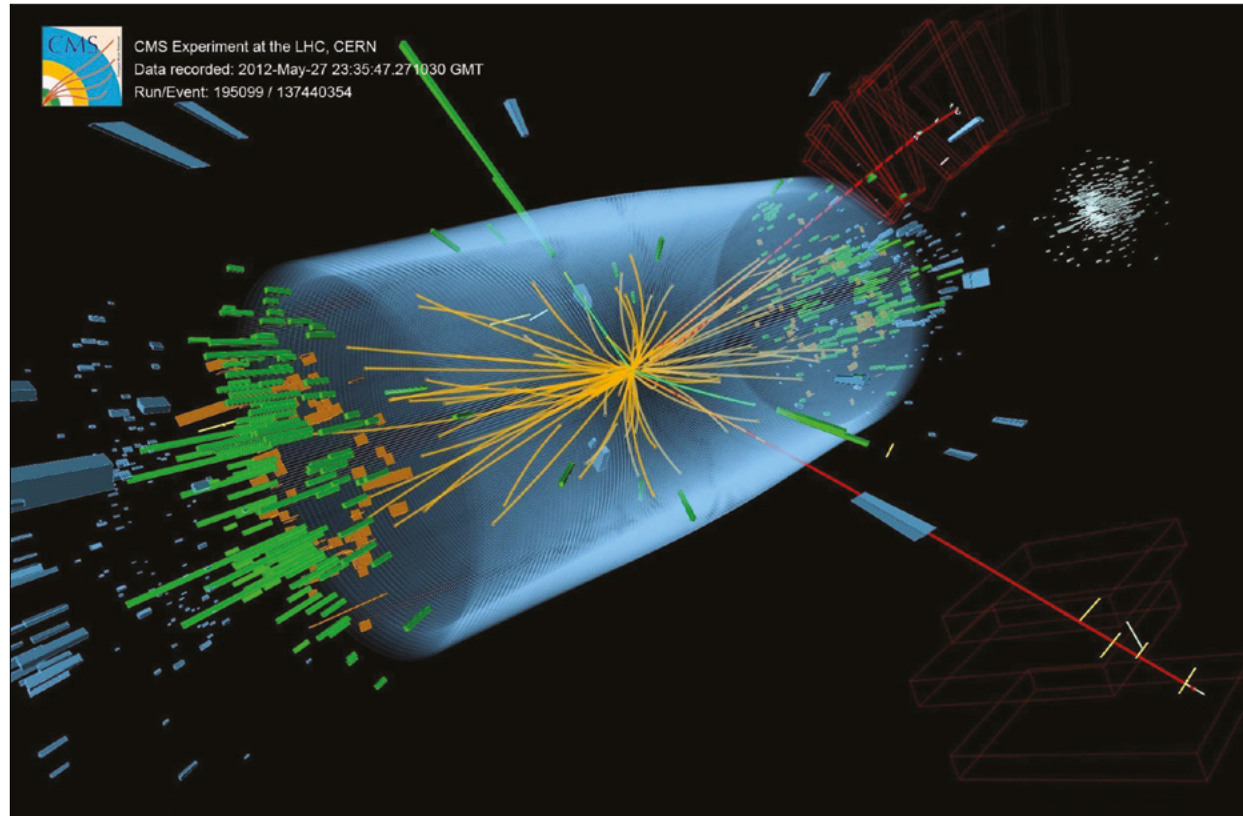 CMS
CMS Experiment at the LHC, CERN
Data recorded: 2012-May-27 23:35:47.271030 GMT
Run/Event: 195099 / 137440354